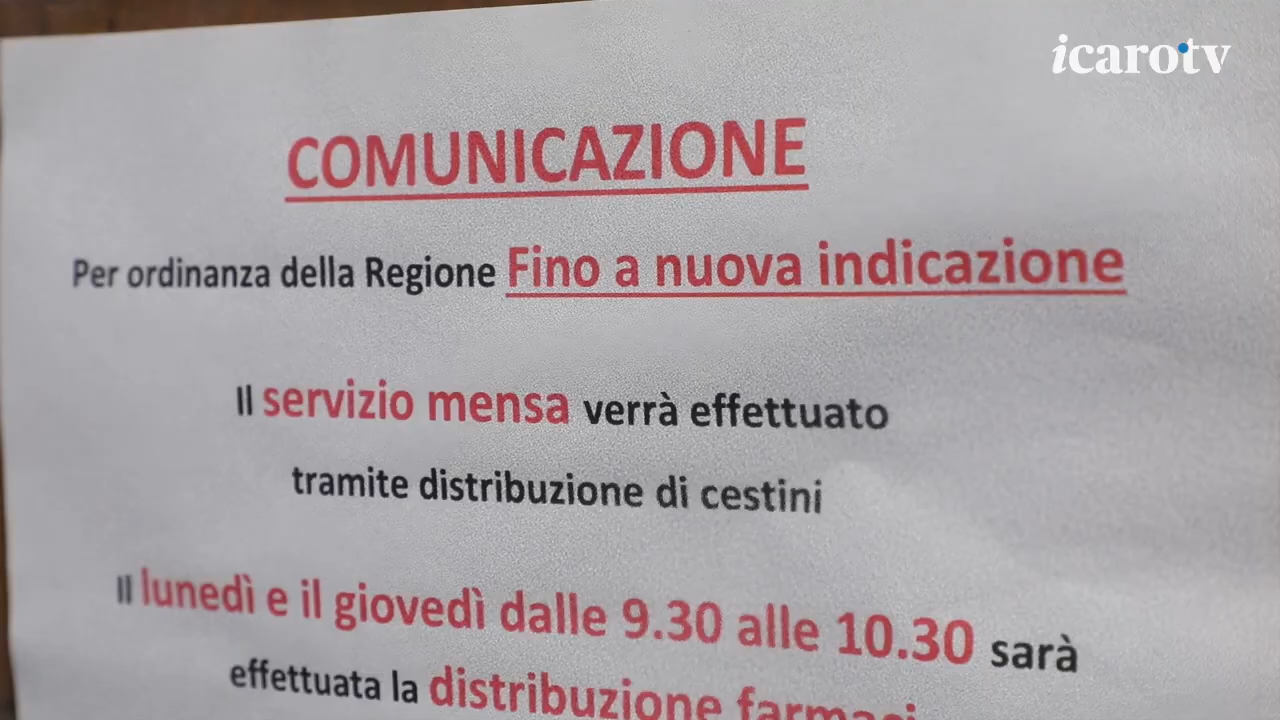 icarotv
COMUNICAZIONE
Per ordinanza della Regione Fino a nuova indicazione
Il servizio mensa verrà effettuato
tramite distribuzione di cestini
Il lunedì e il giovedì dalle 9.30 alle 10.30 sarà
effettuata la distribuzione farmaci